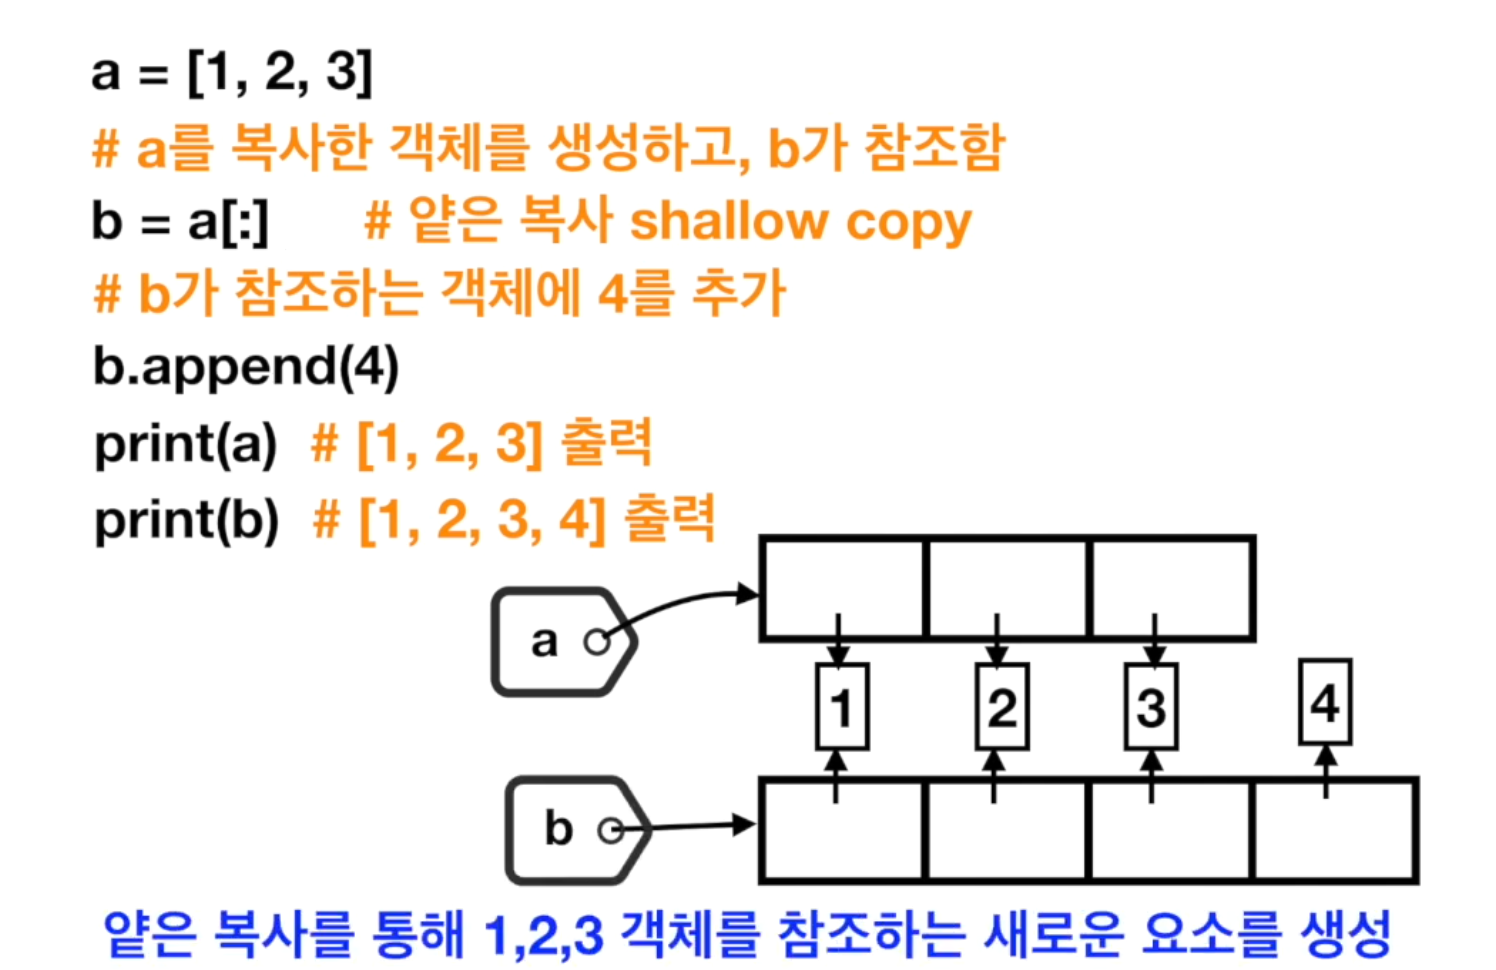 a = [1, 2, 3]
# a를 복사한 객체를 생성하고, b가 참조함
b = a[:] # 얕은 복사 shallow copy
# b가 참조하는 객체에 4를 추가
b.append(4)
print(a) # [1, 2, 3] 출력
print(b) # [1, 2, 3, 4] 출력
a
1 2 3 4
b
얕은 복사를 통해 1,2,3 객체를 참조하는 새로운 요소를 생성